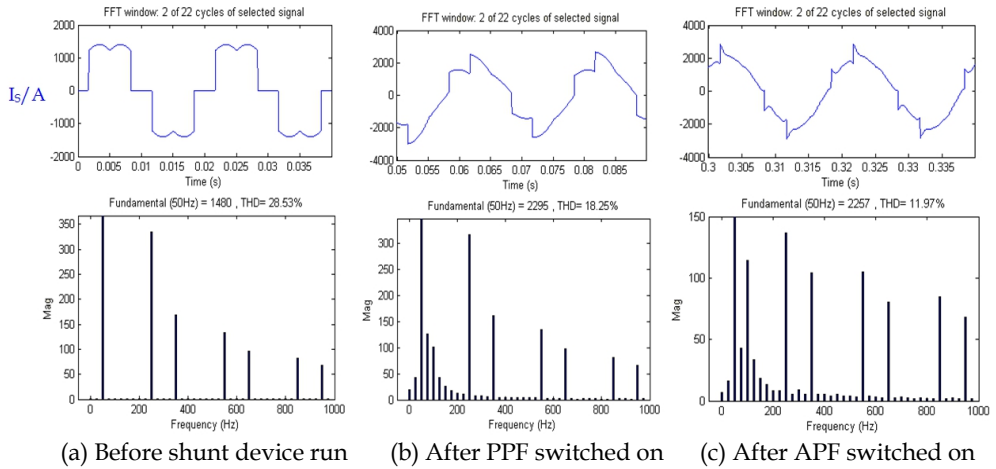 FFT window: 2 of 22 cycles of selected signal
2000
1000
0
-1000
-2000
0 0.005 0.01 0.015 0.02 0.025 0.03 0.035
Time (s)
I_S/A
FFT window: 2 of 22 cycles of selected signal
4000
2000
0
-2000
-4000
0.05 0.055 0.06 0.065 0.07 0.075 0.08 0.085
Time (s)
FFT window: 2 of 22 cycles of selected signal
4000
2000
0
-2000
-4000
0.3 0.305 0.31 0.315 0.32 0.325 0.33 0.335
Time (s)
Fundamental (50Hz) = 1480 , THD= 28.53%
350
300
250
200
150
100
50
0
Mag
0 200 400 600 800 1000
Frequency (Hz)
Fundamental (50Hz) = 2295 , THD= 18.25%
300
250
200
150
100
50
0
Mag
0 200 400 600 800 1000
Frequency (Hz)
Fundamental (50Hz) = 2257 , THD= 11.97%
150
100
50
0
Mag
0 200 400 600 800 1000
Frequency (Hz)
(a) Before shunt device run
(b) After PPF switched on
(c) After APF switched on